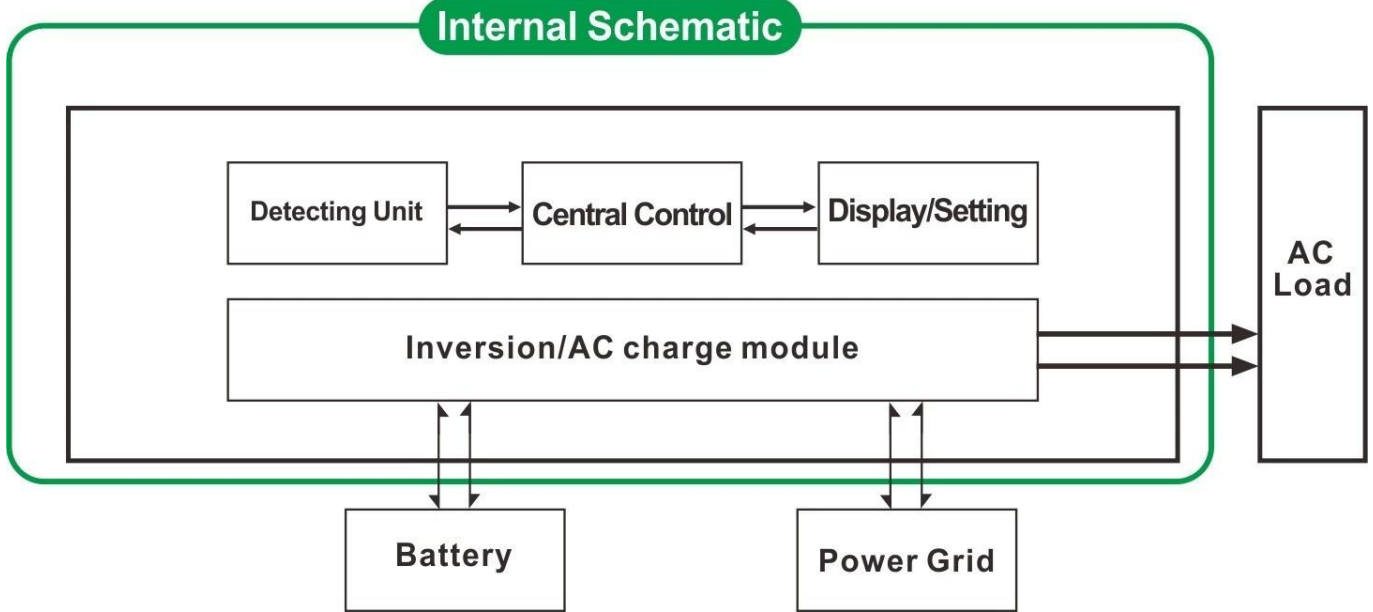 Internal Schematic
Detecting Unit
Central Control
Display/Setting
AC
Load
Inversion/AC charge module
Battery
Power Grid